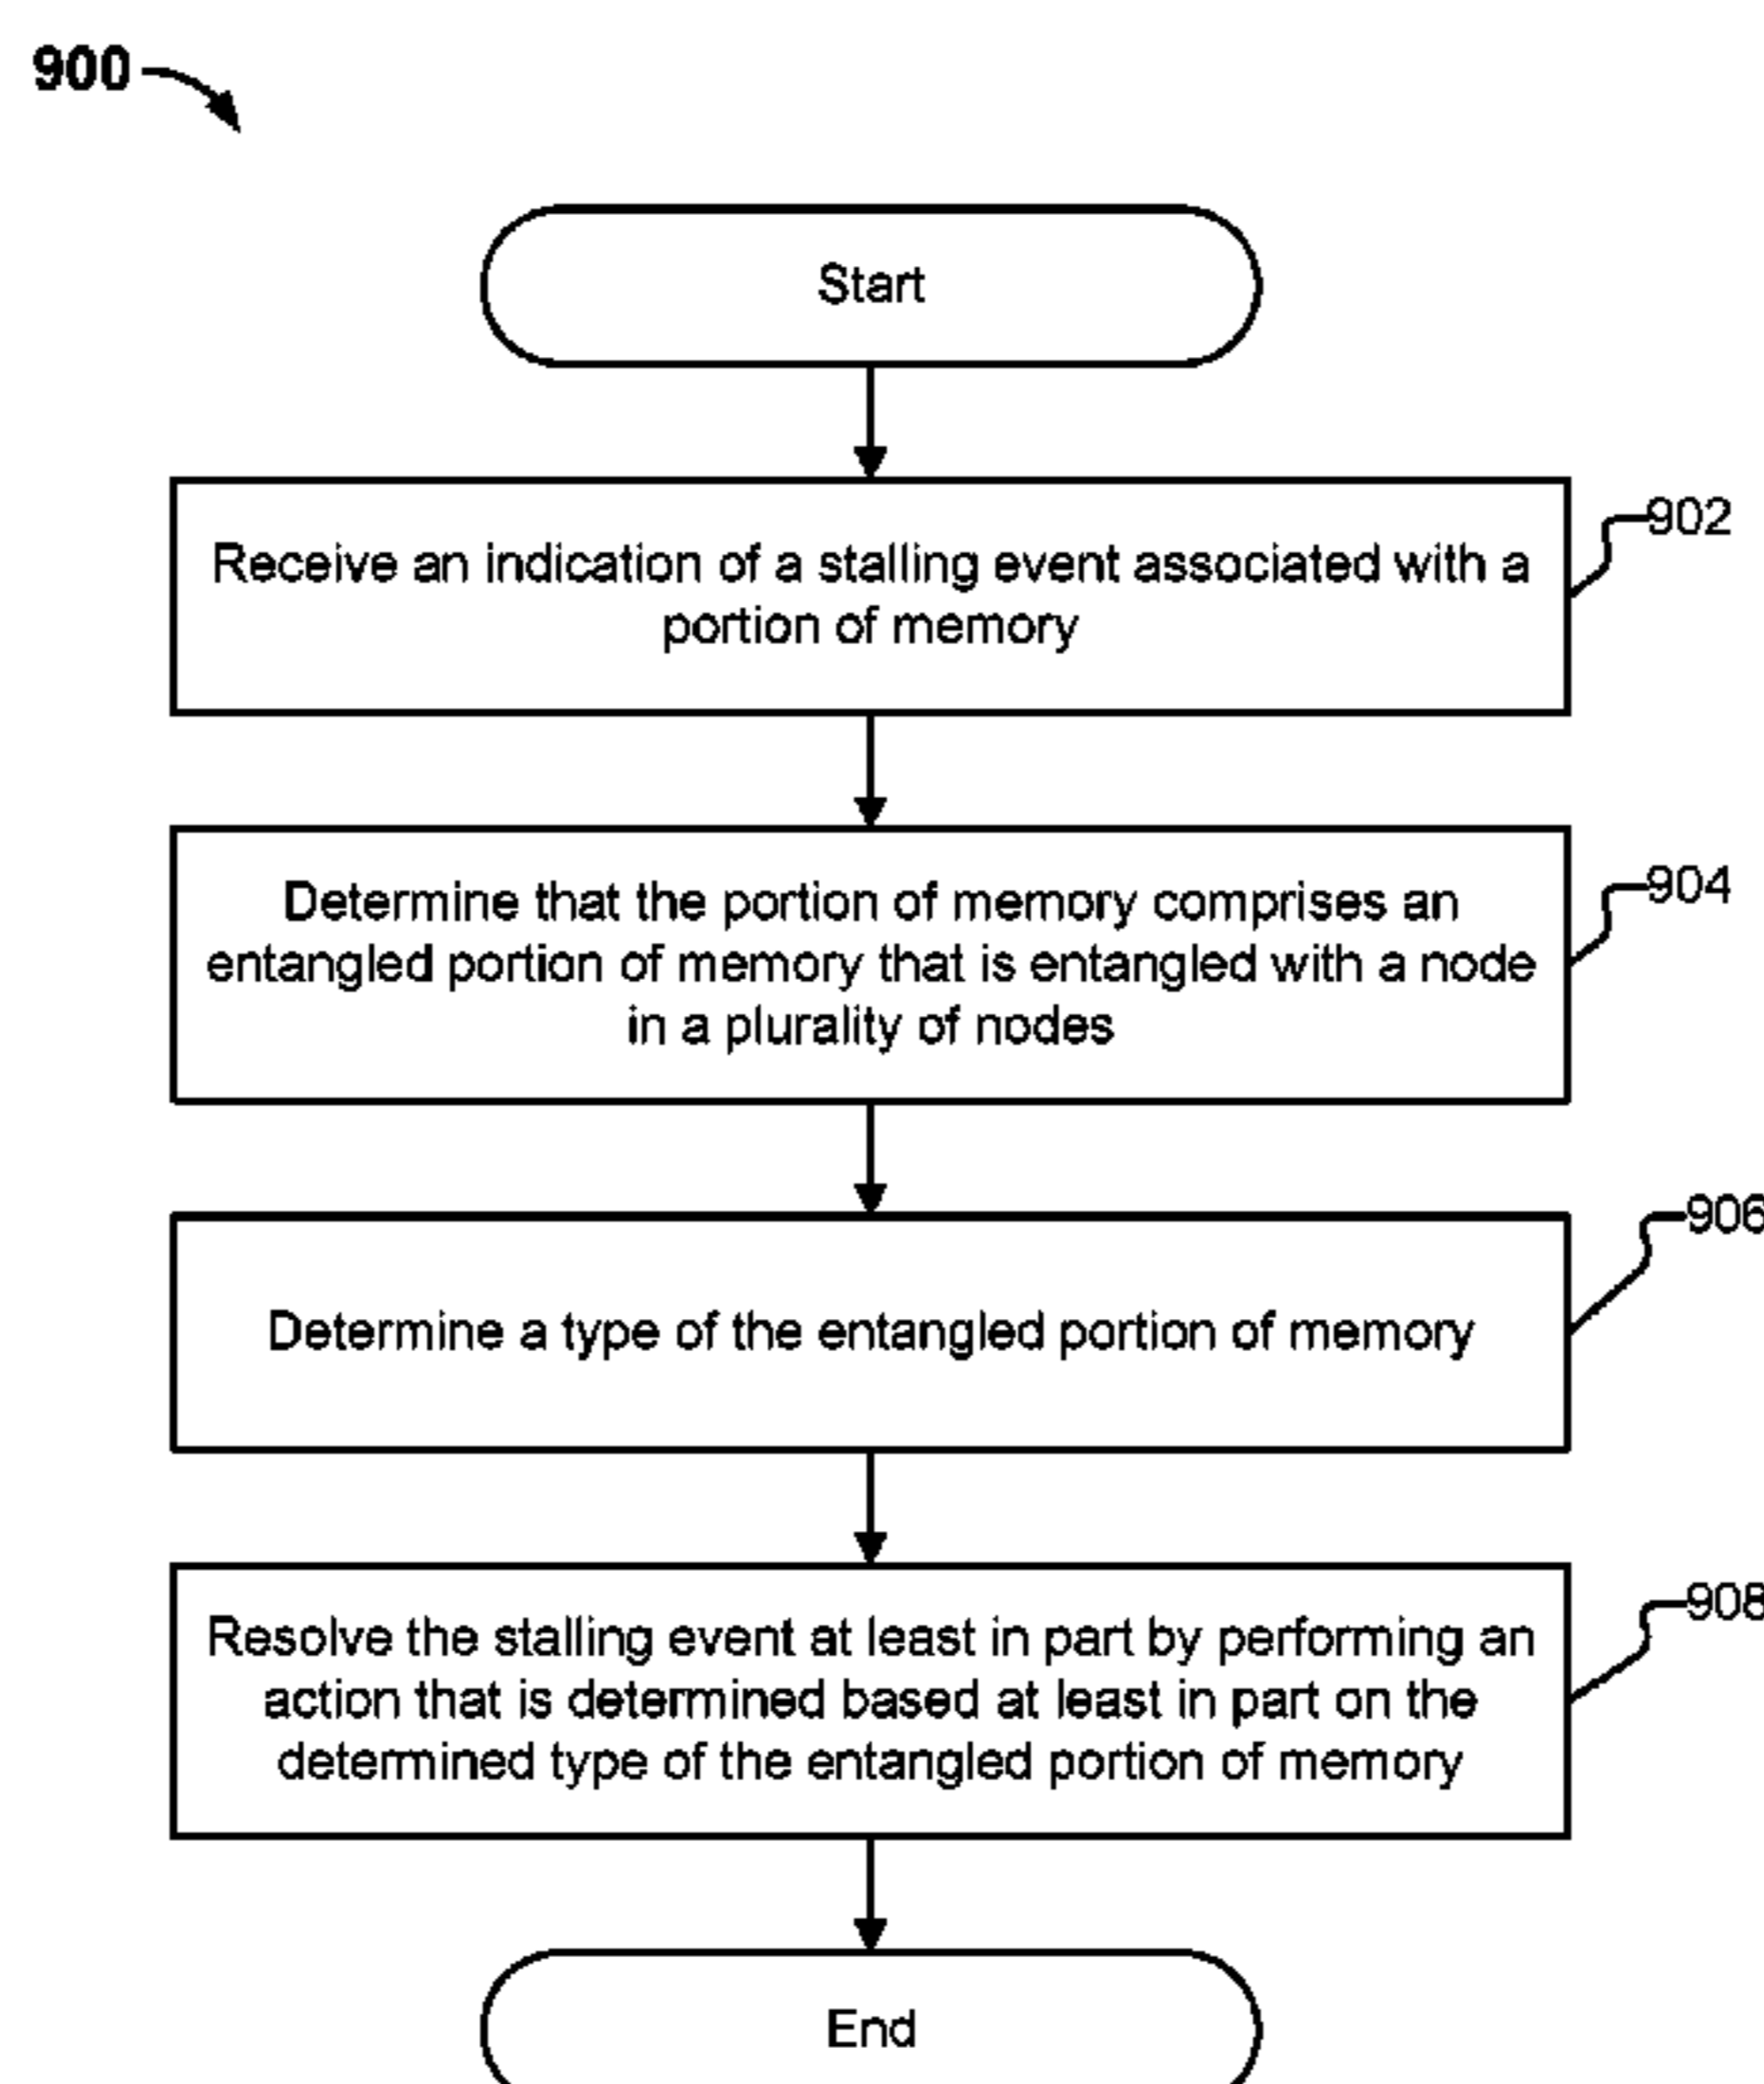 900
Start
Receive an indication of a stalling event associated with a
portion of memory
902
Determine that the portion of memory comprises an
entangled portion of memory that is entangled with a node
in a plurality of nodes
904
Determine a type of the entangled portion of memory
906
Resolve the stalling event at least in part by performing an
action that is determined based at least in part on the
determined type of the entangled portion of memory
908
End